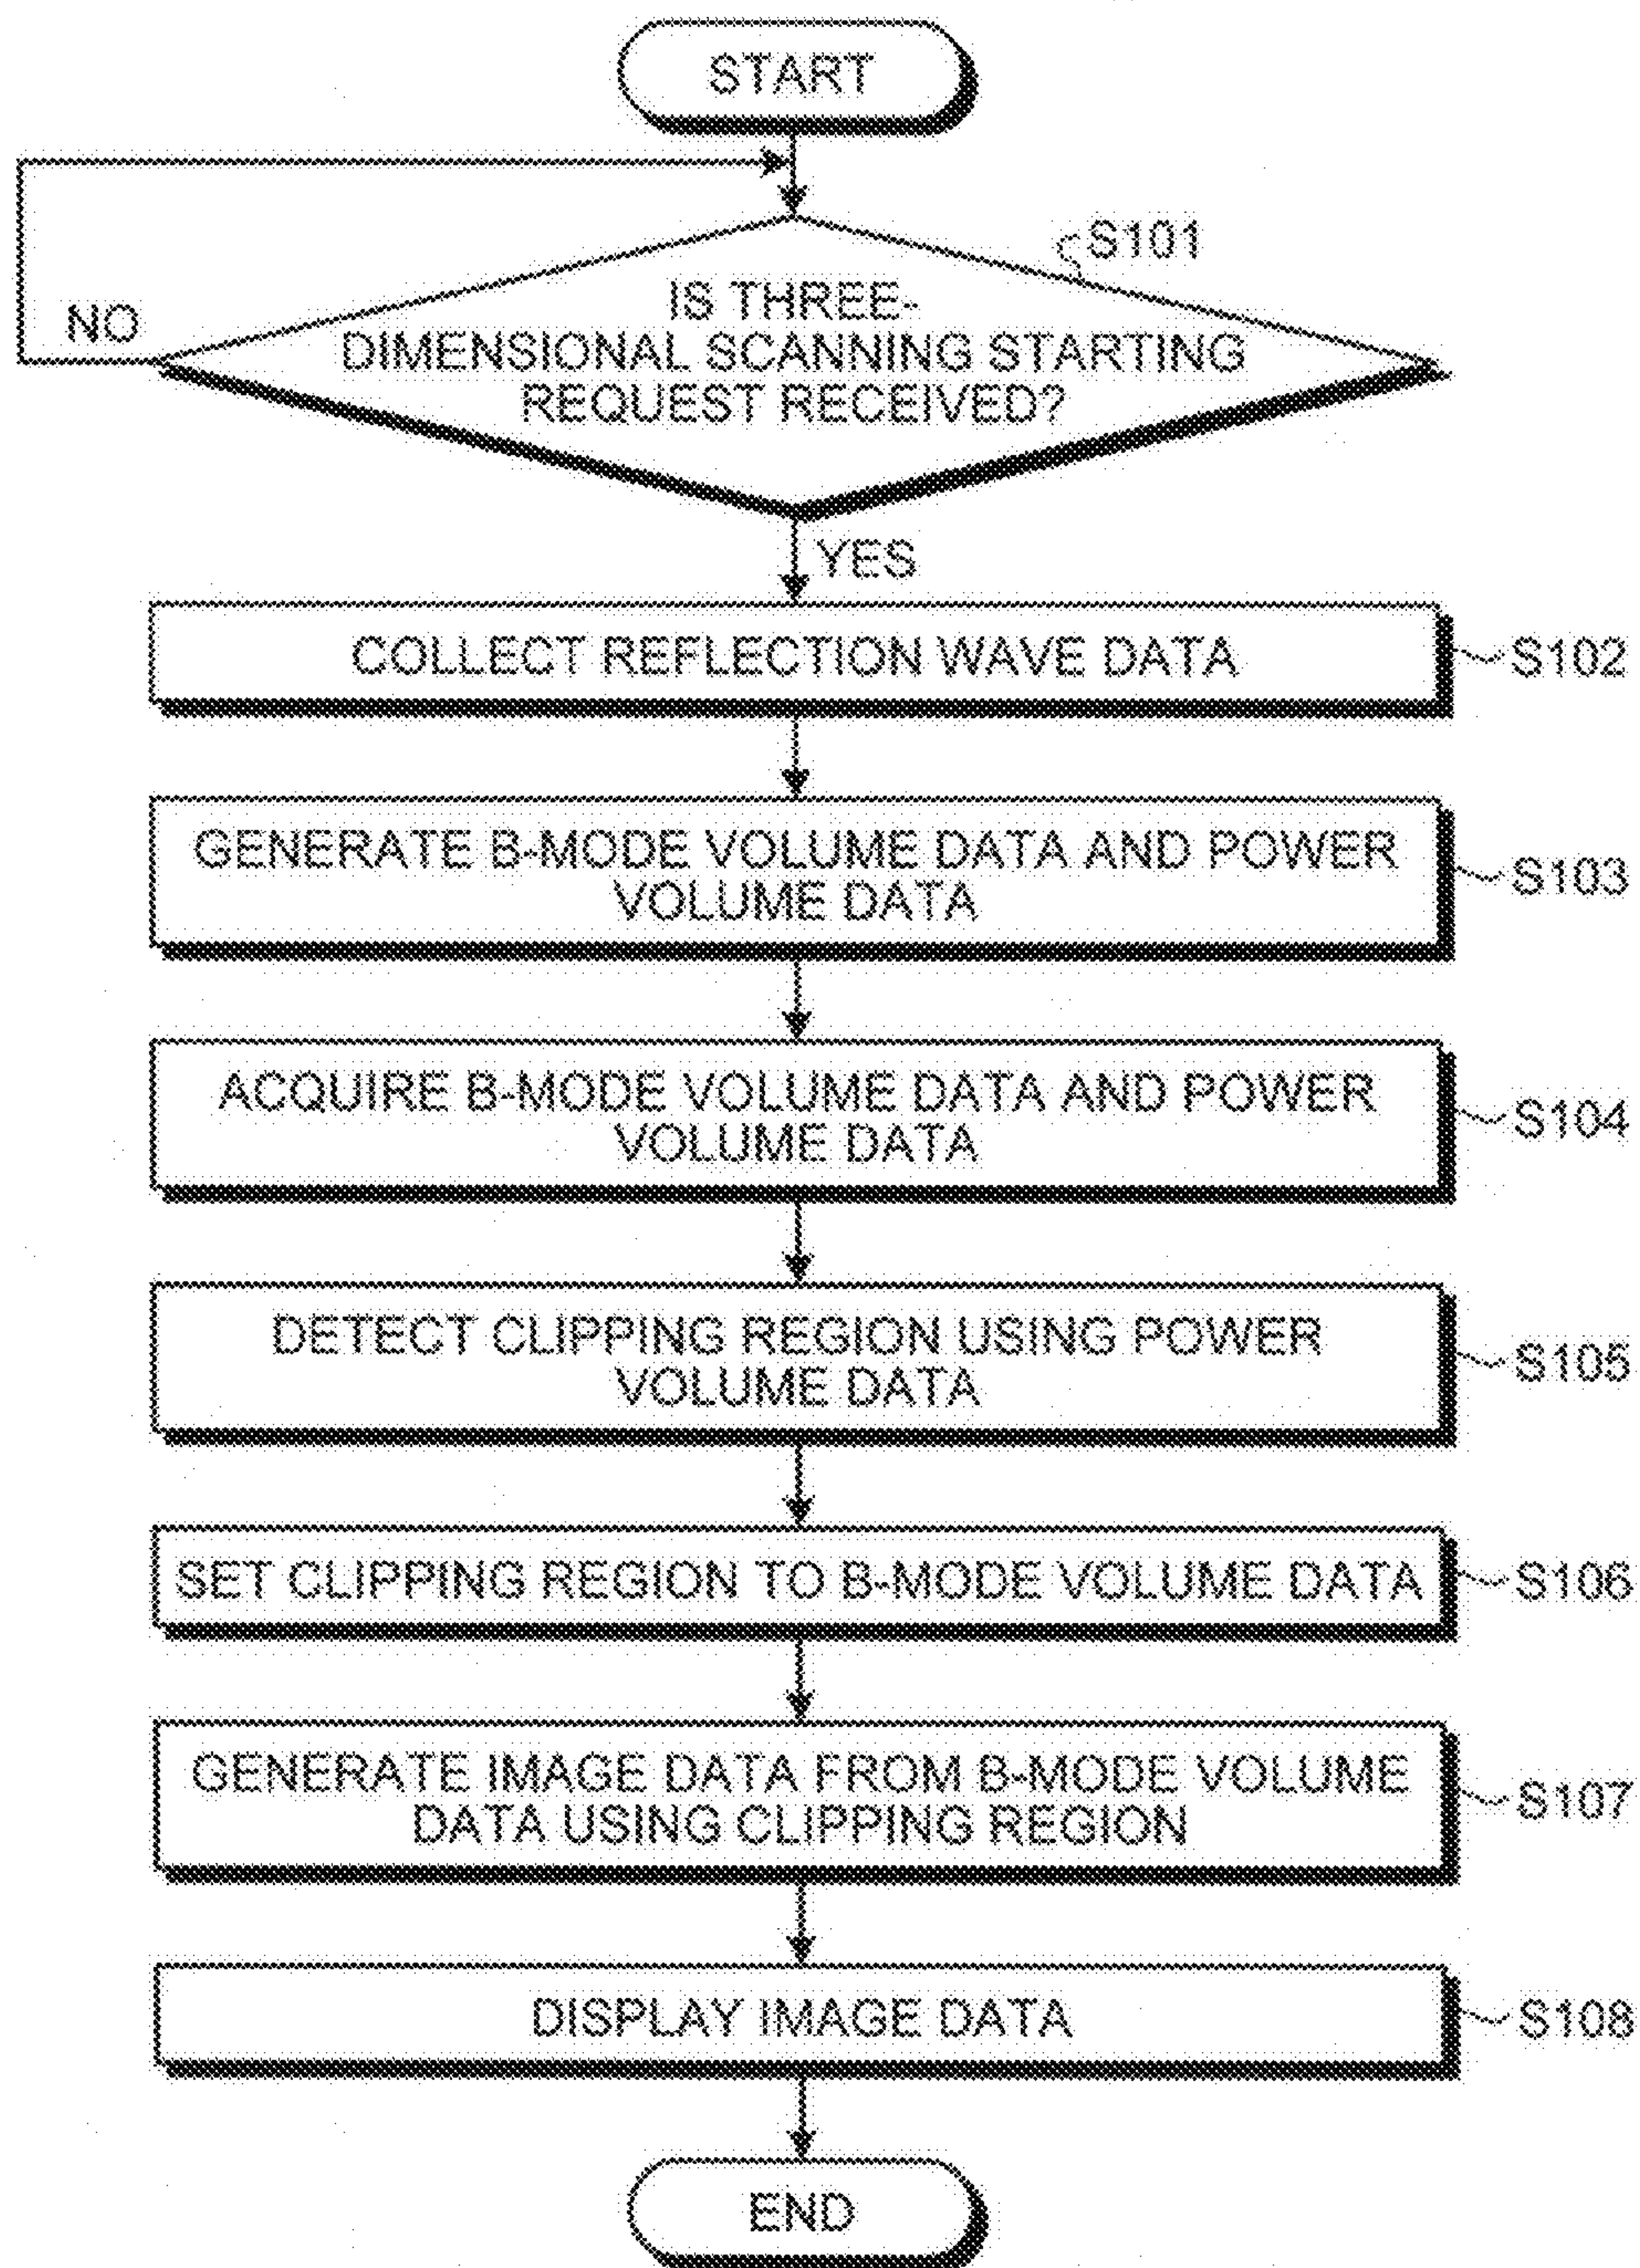 START
S101
NO
IS THREE-
DIMENSIONAL SCANNING STARTING
REQUEST RECEIVED?
YES
COLLECT REFLECTION WAVE DATA
S102
GENERATE B-MODE VOLUME DATA AND POWER
VOLUME DATA
S103
ACQUIRE B-MODE VOLUME DATA AND POWER
VOLUME DATA
S104
DETECT CLIPPING REGION USING POWER
VOLUME DATA
S105
SET CLIPPING REGION TO B-MODE VOLUME DATA
S106
GENERATE IMAGE DATA FROM B-MODE VOLUME
DATA USING CLIPPING REGION
S107
DISPLAY IMAGE DATA
S108
END